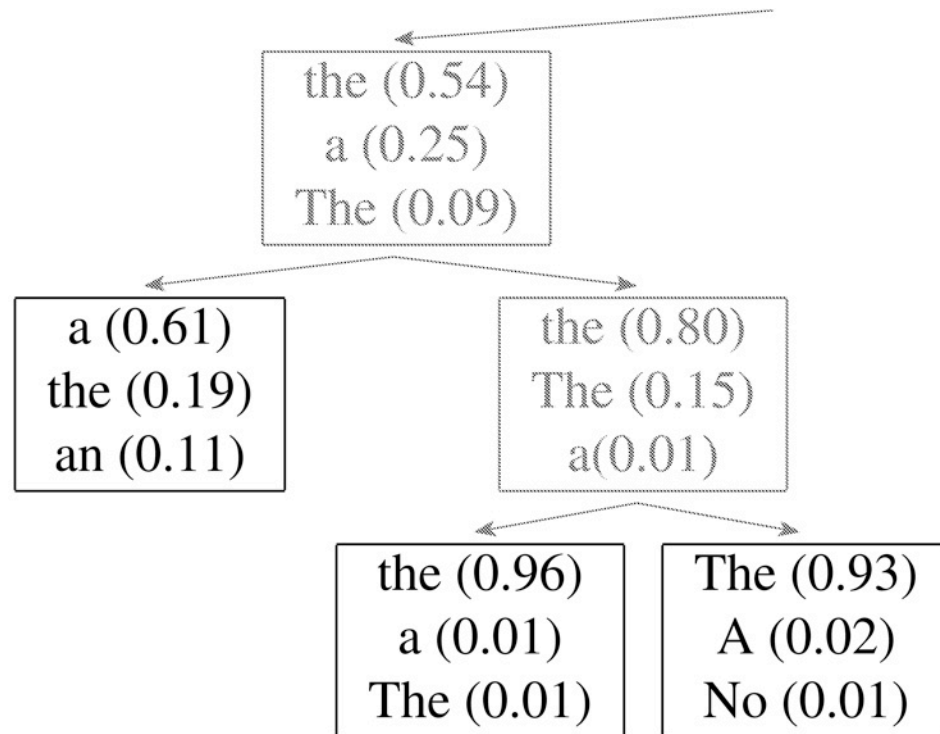 the (0.54)
a (0.25)
The (0.09)
a (0.61)
the (0.19)
an (0.11)
the (0.80)
The (0.15)
a(0.01)
the (0.96)
a (0.01)
The (0.01)
The (0.93)
A (0.02)
No (0.01)